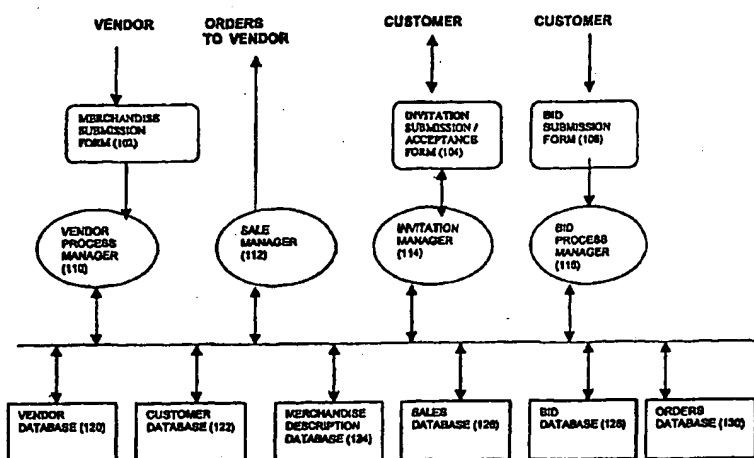 VENDOR
ORDERS
TO VENDOR
CUSTOMER
CUSTOMER
MERCHANDISE
SUBMISSION
FORM (102)
INVITATION
SUBMISSION /
ACCEPTANCE
FORM (104)
BID
SUBMISSION
FORM (106)
VENDOR
PROCESS
MANAGER
(110)
SALE
MANAGER
(112)
INVITATION
MANAGER
(114)
BID
PROCESS
MANAGER
(116)
VENDOR
DATABASE (120)
CUSTOMER
DATABASE (122)
MERCHANDISE
DESCRIPTION
DATABASE (124)
SALES
DATABASE (126)
BID
DATABASE (128)
ORDERS
DATABASE (130)